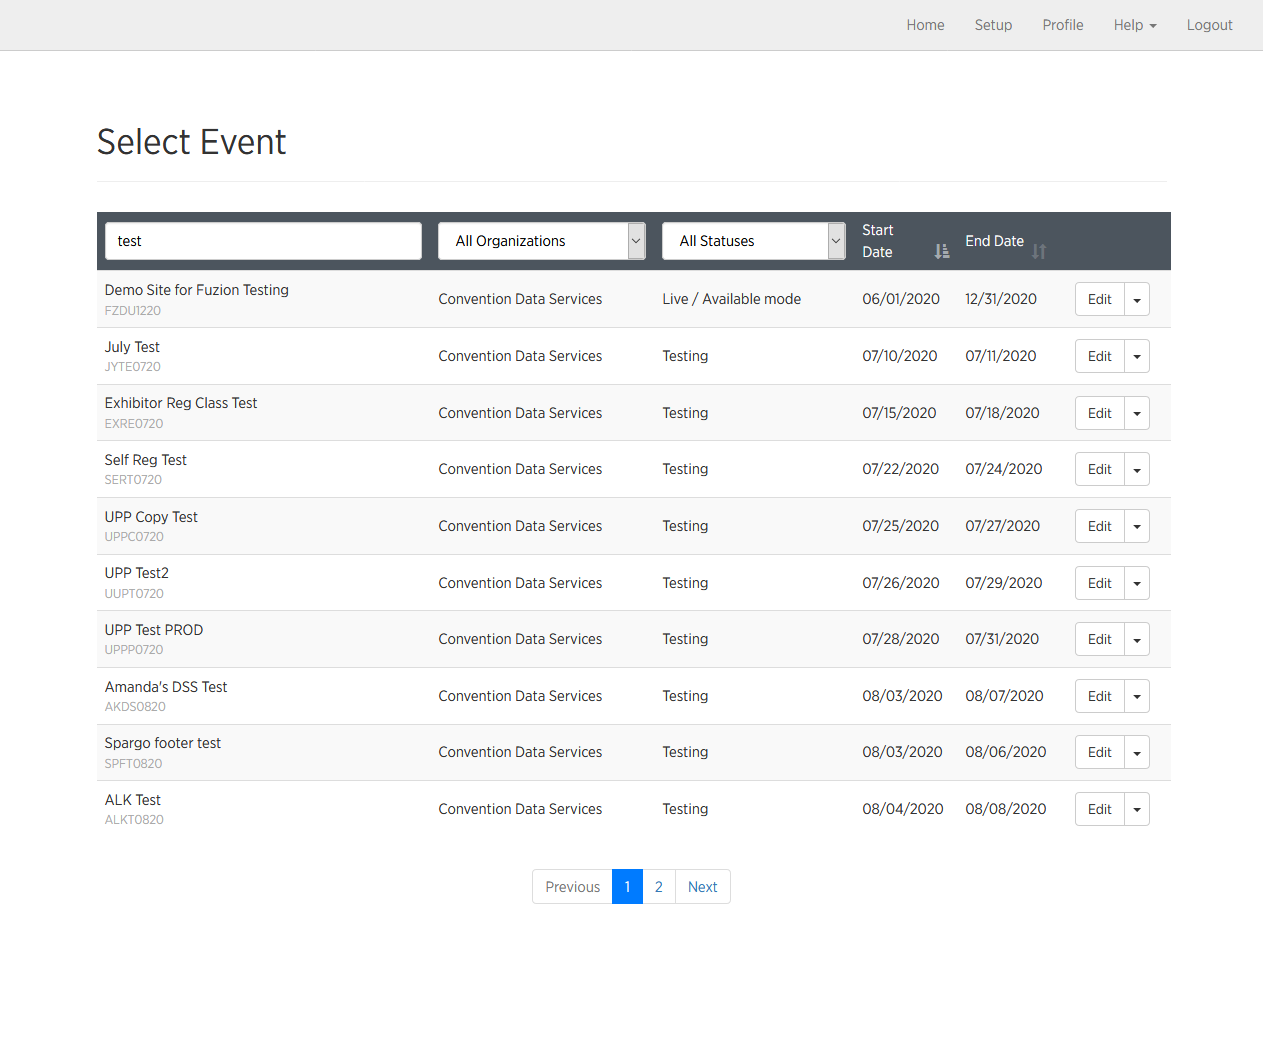 Home Setup Profile Help Logout
Select Event
test All Organizations All Statuses Start Date End Date
Demo Site for Fuzion Testing
FZDU1220
Convention Data Services Live / Available mode 06/01/2020 12/31/2020 Edit
July Test
JYTE0720
Convention Data Services Testing 07/10/2020 07/11/2020 Edit
Exhibitor Reg Class Test
EXRE0720
Convention Data Services Testing 07/15/2020 07/18/2020 Edit
Self Reg Test
SERT0720
Convention Data Services Testing 07/22/2020 07/24/2020 Edit
UPP Copy Test
UPPC0720
Convention Data Services Testing 07/25/2020 07/27/2020 Edit
UPP Test2
UUPT0720
Convention Data Services Testing 07/26/2020 07/29/2020 Edit
UPP Test PROD
UPPP0720
Convention Data Services Testing 07/28/2020 07/31/2020 Edit
Amanda's DSS Test
AKDS0820
Convention Data Services Testing 08/03/2020 08/07/2020 Edit
Spargo footer test
SPFT0820
Convention Data Services Testing 08/03/2020 08/06/2020 Edit
ALK Test
ALKT0820
Convention Data Services Testing 08/04/2020 08/08/2020 Edit
Previous 1 2 Next